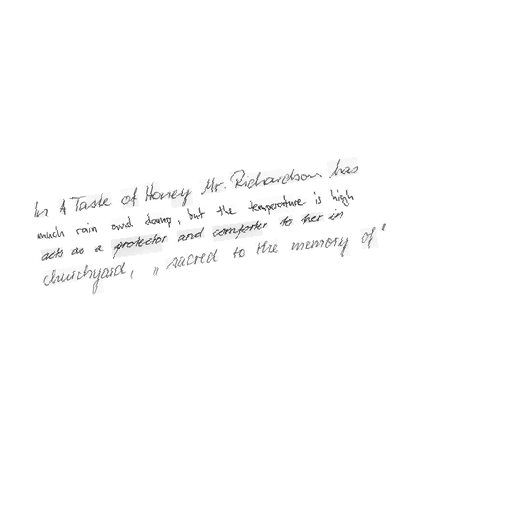 In A Taste of Honey Mr. Richardson has
much rain and damp, but the temperature is high
acts as a protector and comforter to her in
churchyard, „ sacred to the memory of "